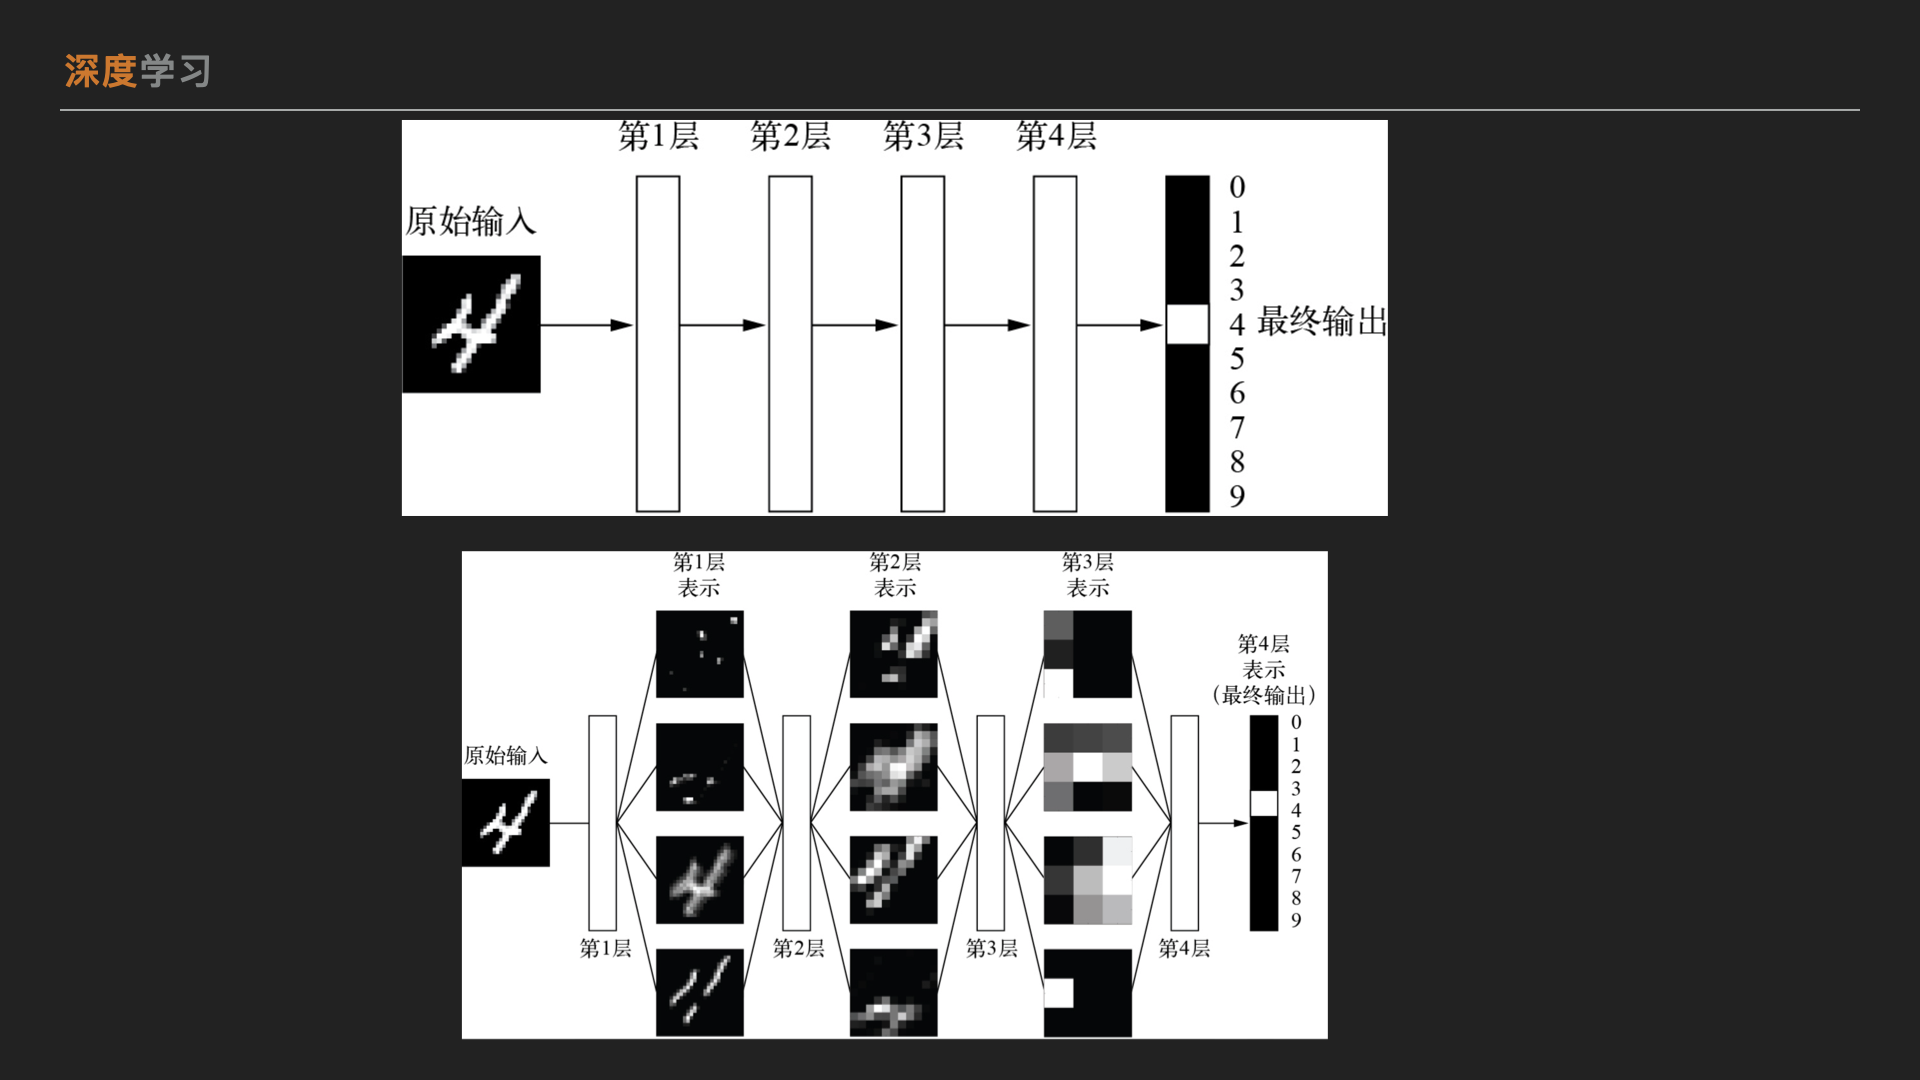 深度学习
第1层 第2层 第3层 第4层
原始输入
0
1
2
3
4 最终输出
5
6
7
8
9
第1层
表示
第2层
表示
第3层
表示
第4层
表示
（最终输出）
原始输入
0
1
2
3
4
5
6
7
8
9
第1层 第2层 第3层 第4层